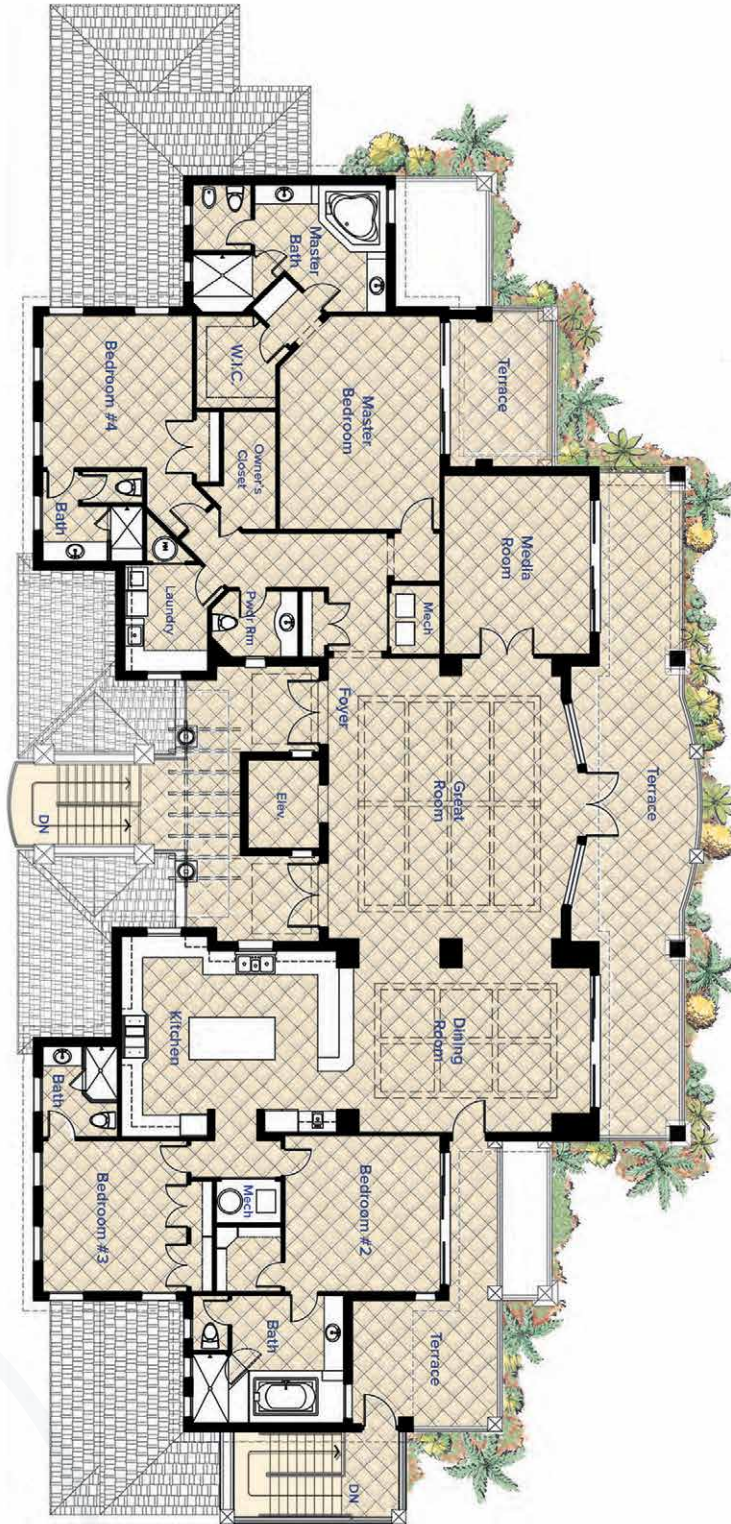 Master
Bath
Terrace
Bedroom #4
W.I.C.
Master
Bedroom
Owner's
Closet
Bath
Media
Room
Laundry
Pwdr Rm
Mech
Foyer
Great
Room
Terrace
Elev.
DN
Kitchen
Dining
Room
Bath
Bedroom #3
Mech
Bedroom #2
Bath
Terrace
DN